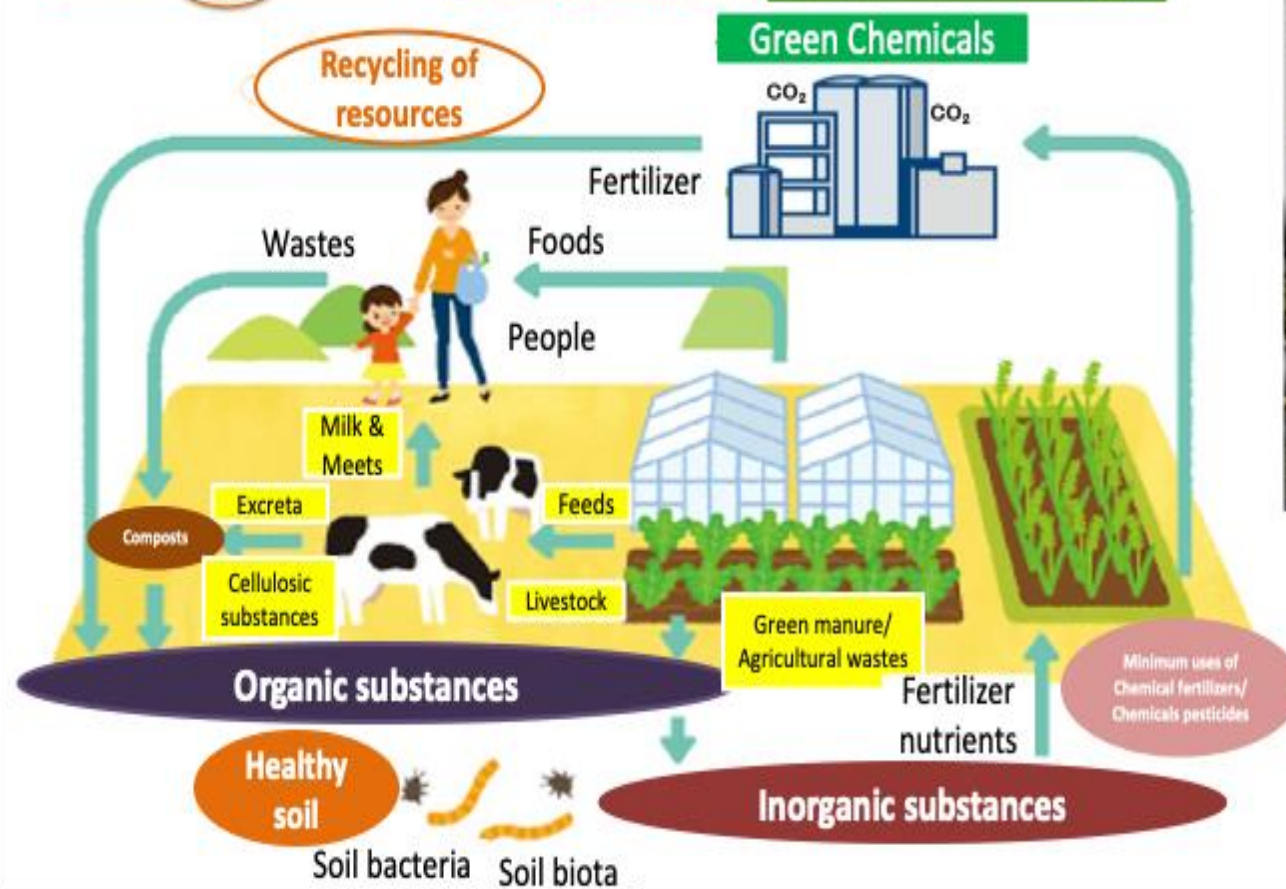 Green Chemicals
Recycling of
resources
CO₂
CO₂
Fertilizer
Wastes
Foods
People
Milk &
Meets
Excreta
Feeds
Composts
Cellosic
substances
Livestock
Green manure/
Agricultural wastes
Minimum uses of
Chemical fertilizers/
Chemicals pesticides
Organic substances
Fertilizer
nutrients
Healthy
soil
Inorganic substances
Soil bacteria
Soil biota